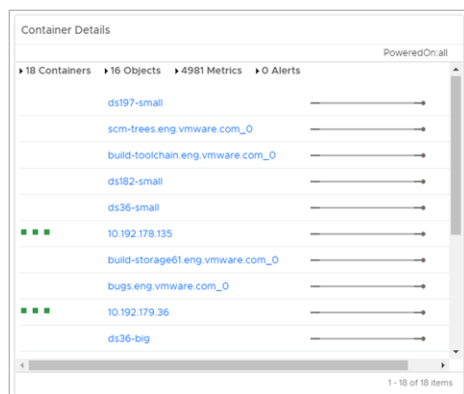 Container Details
PoweredOn:all
18 Containers 16 Objects 4981 Metrics 0 Alerts
ds197-small
scm-trees.eng.vmware.com_0
build-toolchain.eng.vmware.com_0
ds182-small
ds36-small
10.192.178.135
build-storage61.eng.vmware.com_0
bugs.eng.vmware.com_0
10.192.179.36
ds36-big
1 - 18 of 18 items